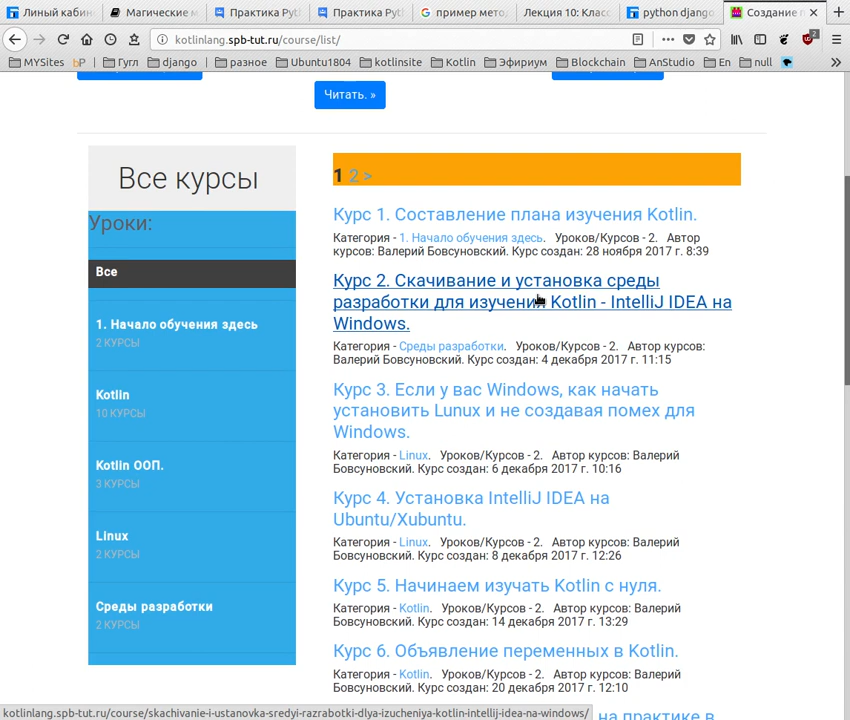 Линый кабин
Магические м
Практика Pyth
Практика Pyth
пример мето
Лекция 10: Клас
python django
Создание п
kotlinlang.spb-tut.ru/course/list/
2
MYSites
bP
Гугл
django
разное
Ubuntu1804
kotlinsite
Kotlin
Эфириум
Blockchain
AnStudio
En
null
Читать. »
Все курсы
Уроки:
Все
1. Начало обучения здесь
2 КУРСЫ
Kotlin
10 КУРСЫ
Kotlin ООП.
3 КУРСЫ
Linux
2 КУРСЫ
Среды разработки
2 КУРСЫ
1 2 >
Курс 1. Составление плана изучения Kotlin.
Категория - 1. Начало обучения здесь. Уроков/Курсов - 2. Автор
курсов: Валерий Бовсуновский. Курс создан: 28 ноября 2017 г. 8:39
Курс 2. Скачивание и установка среды
разработки для изучения Kotlin - IntelliJ IDEA на
Windows.
Категория - Среды разработки. Уроков/Курсов - 2. Автор курсов:
Валерий Бовсуновский. Курс создан: 4 декабря 2017 г. 11:15
Курс 3. Если у вас Windows, как начать
установить Lunux и не создавая помех для
Windows.
Категория - Linux. Уроков/Курсов - 2. Автор курсов: Валерий
Бовсуновский. Курс создан: 6 декабря 2017 г. 10:16
Курс 4. Установка IntelliJ IDEA на
Ubuntu/Xubuntu.
Категория - Linux. Уроков/Курсов - 2. Автор курсов: Валерий
Бовсуновский. Курс создан: 8 декабря 2017 г. 12:26
Курс 5. Начинаем изучать Kotlin с нуля.
Категория - Kotlin. Уроков/Курсов - 2. Автор курсов: Валерий
Бовсуновский. Курс создан: 14 декабря 2017 г. 13:29
Курс 6. Объявление переменных в Kotlin.
Категория - Kotlin. Уроков/Курсов - 2. Автор курсов: Валерий
Бовсуновский. Курс создан: 20 декабря 2017 г. 12:10
на практике в
kotlinlang.spb-tut.ru/course/skachivanie-i-ustanovka-sredyi-razrabotki-dlya-izucheniya-kotlin-intellij-idea-na-windows/